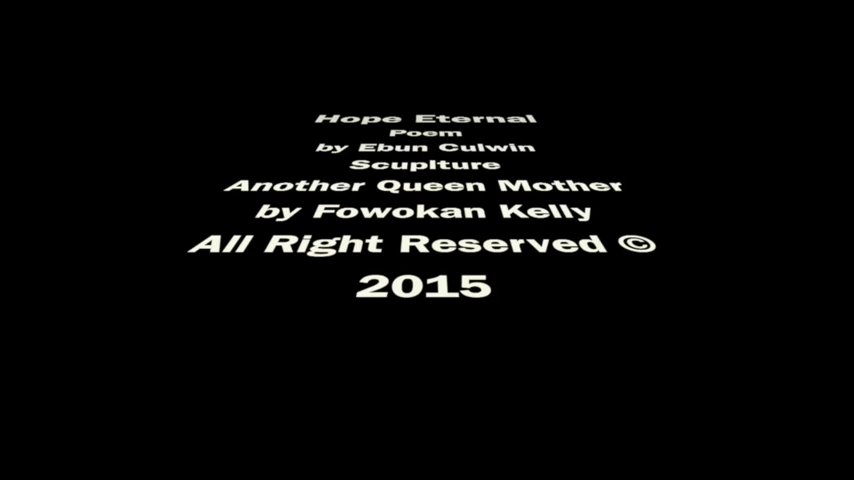 Hope Eternal
Poem
by Ebun Culwin
Scuplture
Another Queen Mother
by Fowokan Kelly
All Right Reserved ©
2015